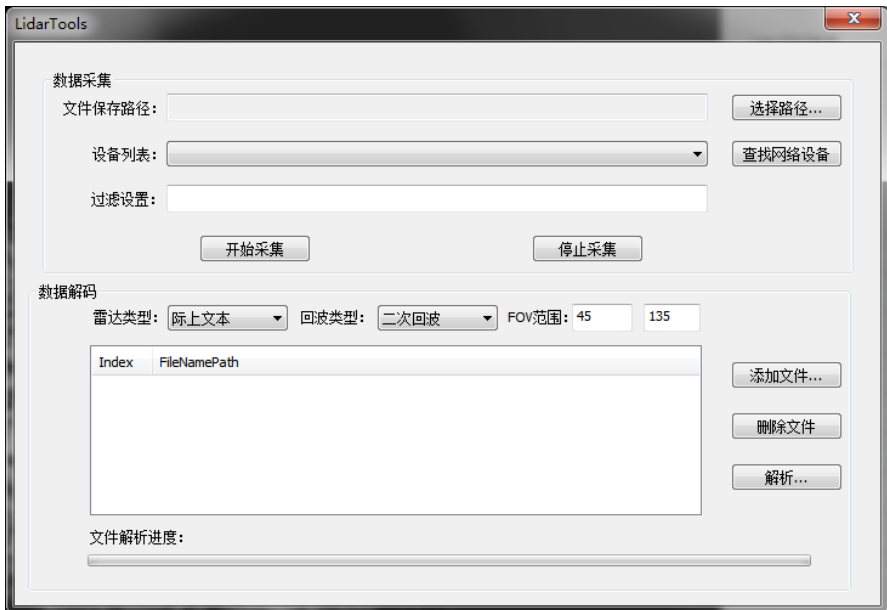 LidarTools
数据采集
文件保存路径: 选择路径...
设备列表: 查找网络设备
过滤设置:
开始采集 停止采集
数据解码
雷达类型: 际上文本 回波类型: 二次回波 FOV范围: 45 135
Index FileNamePath
添加文件...
删除文件
解析...
文件解析进度: